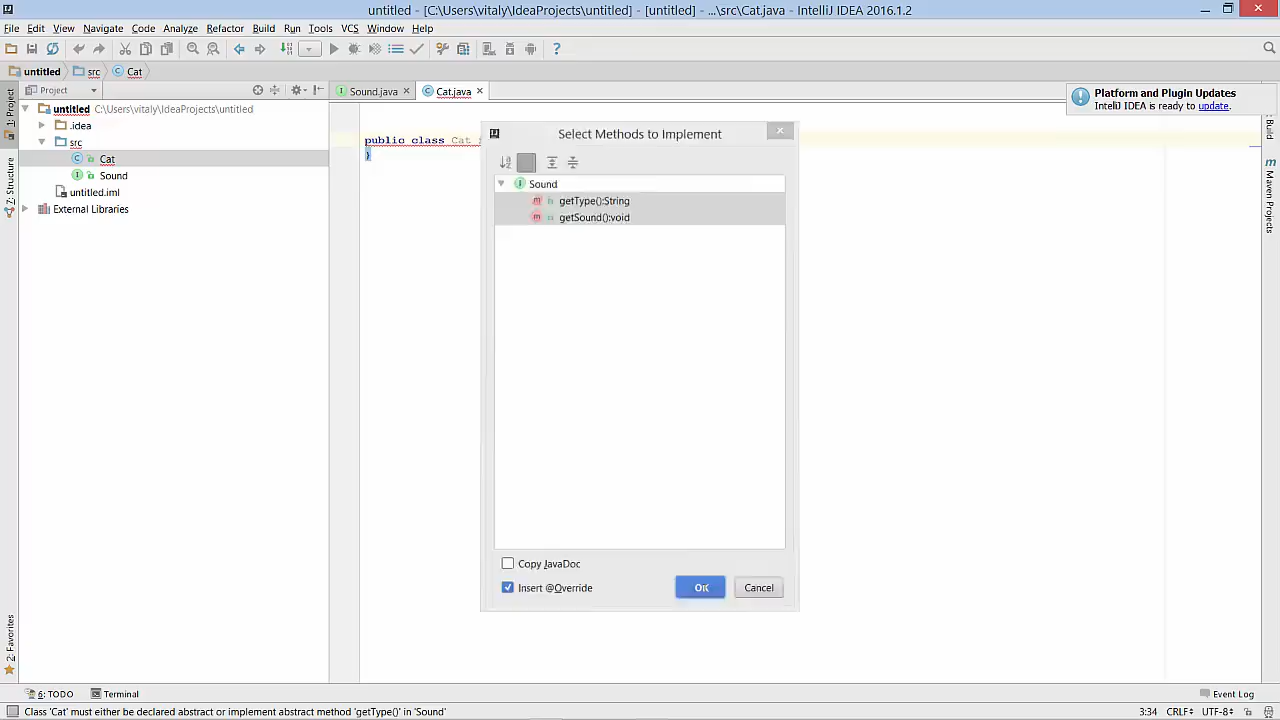 untitled - [C:\Users\vitaly\IdeaProjects\untitled] - [untitled] - ...\src\Cat.java - IntelliJ IDEA 2016.1.2
File Edit View Navigate Code Analyze Refactor Build Run Tools VCS Window Help
untitled src Cat
Project
Sound.java Cat.java
Platform and Plugin Updates
IntelliJ IDEA is ready to update.
untitled C:\Users\vitaly\IdeaProjects\untitled
.idea
src
Cat
Sound
untitled.iml
External Libraries
1: Project
7: Structure
2: Favorites
public class Cat
}
Select Methods to Implement
Sound
getType():String
getSound():void
Copy JavaDoc
Insert @Override
OK
Cancel
Build
Maven Projects
6: TODO
Terminal
Event Log
Class 'Cat' must either be declared abstract or implement abstract method 'getType()' in 'Sound'
3:34 CRLF UTF-8